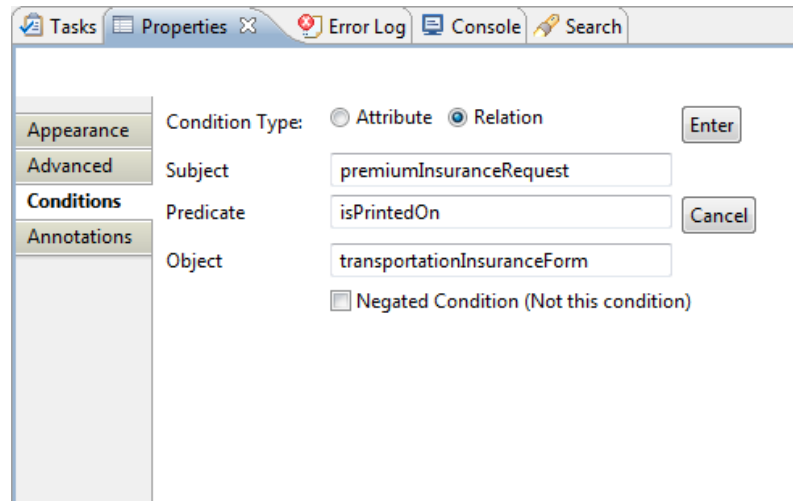 Tasks Properties Error Log Console Search
Condition Type: Attribute Relation Enter
Appearance
Advanced
Subject premiumInsuranceRequest
Conditions
Predicate isPrintedOn Cancel
Annotations
Object transportationInsuranceForm
Negated Condition (Not this condition)